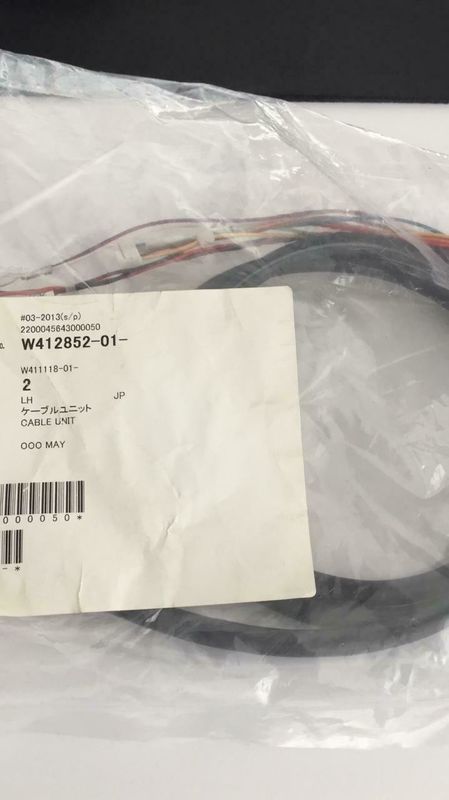 #03-2013(s/p)
2200045643000050
o. W412852-01-
W411118-01-
2
LH JP
ケーブルユニット
CABLE UNIT
OOO MAY
000050*
-*